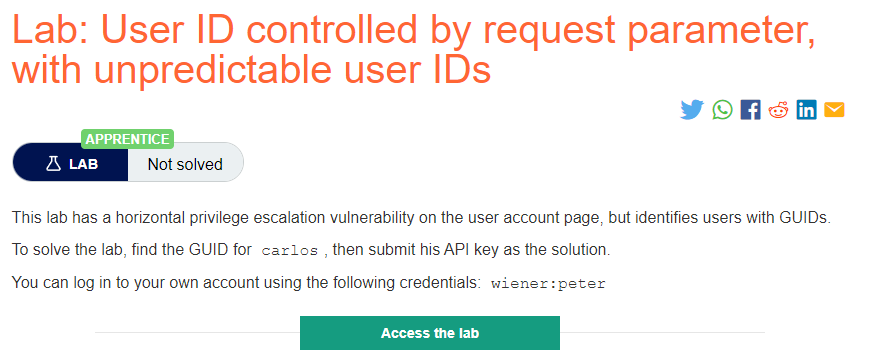 Lab: User ID controlled by request parameter,
with unpredictable user IDs
APPRENTICE
LAB
Not solved
This lab has a horizontal privilege escalation vulnerability on the user account page, but identifies users with GUIDs.
To solve the lab, find the GUID for carlos , then submit his API key as the solution.
You can log in to your own account using the following credentials: wiener:peter
Access the lab